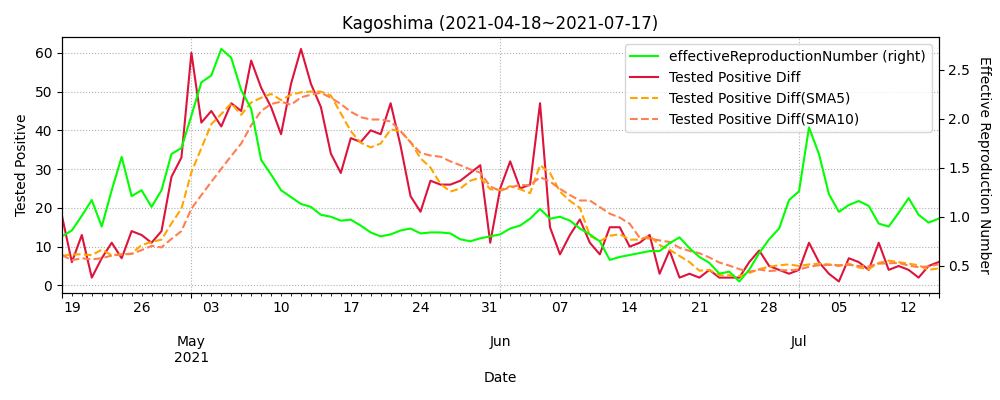 Kagoshima (2021-04-18~2021-07-17)
effectiveReproductionNumber (right)
Tested Positive Diff
Tested Positive Diff(SMA5)
Tested Positive Diff(SMA10)
Tested Positive
60
50
40
30
20
10
0
2.5
2.0
1.5
1.0
0.5
Effective Reproduction Number
19 26 03 10 17 24 31 07 14 21 28 05 12
May Jun Jul
2021
Date